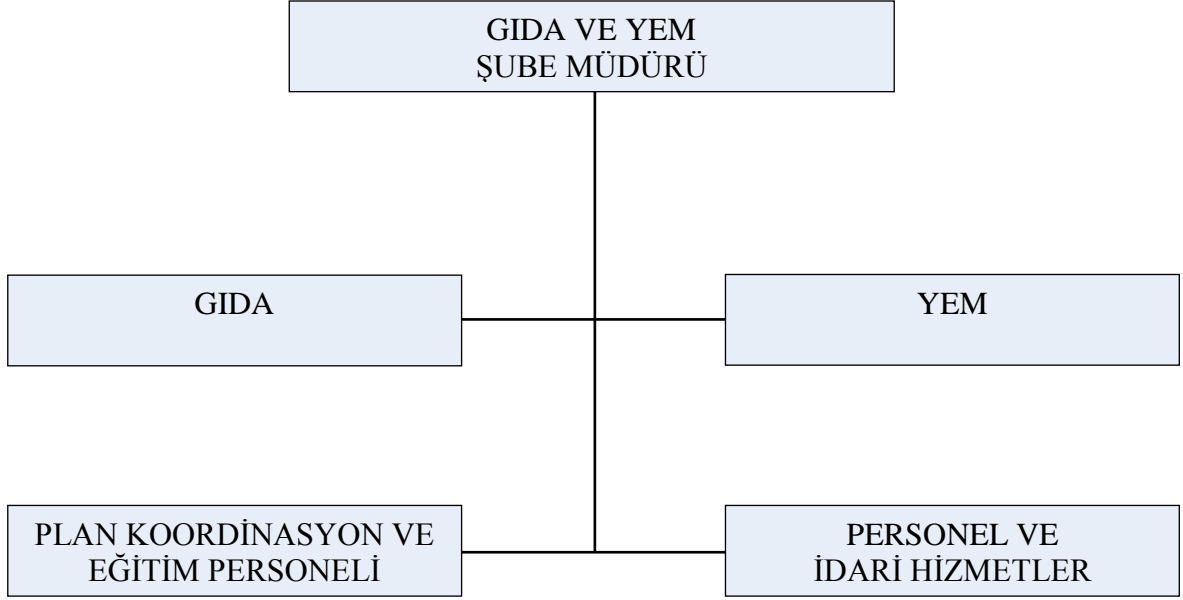 GIDA VE YEM
ŞUBE MÜDÜRÜ
GIDA
YEM
PLAN KOORDİNASYON VE
EĞİTİM PERSONELİ
PERSONEL VE
İDARİ HİZMETLER